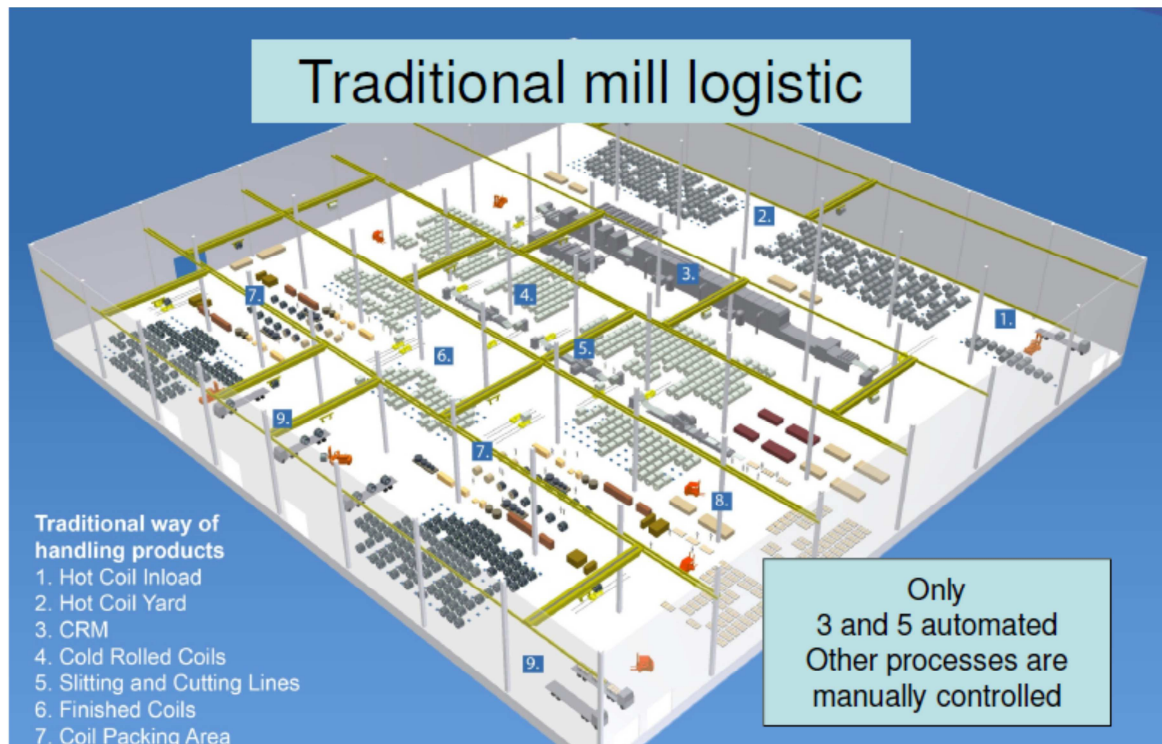 Traditional mill logistic
2.
3.
1.
4.
7.
5.
6.
9.
7.
8.
9.
Traditional way of
handling products
1. Hot Coil Inload
2. Hot Coil Yard
3. CRM
4. Cold Rolled Coils
5. Slitting and Cutting Lines
6. Finished Coils
7. Coil Packing Area
Only
3 and 5 automated
Other processes are
manually controlled